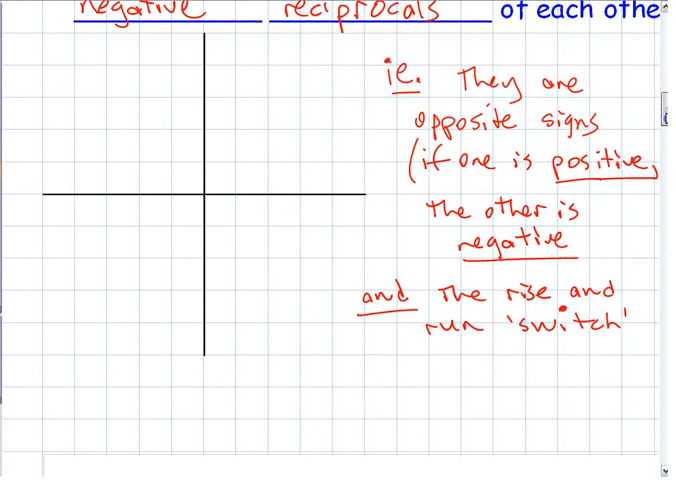 negative reciprocals of each othe
ie. They are
opposite signs
(if one is positive,
the other is
negative
and the rise and
run 'switch'